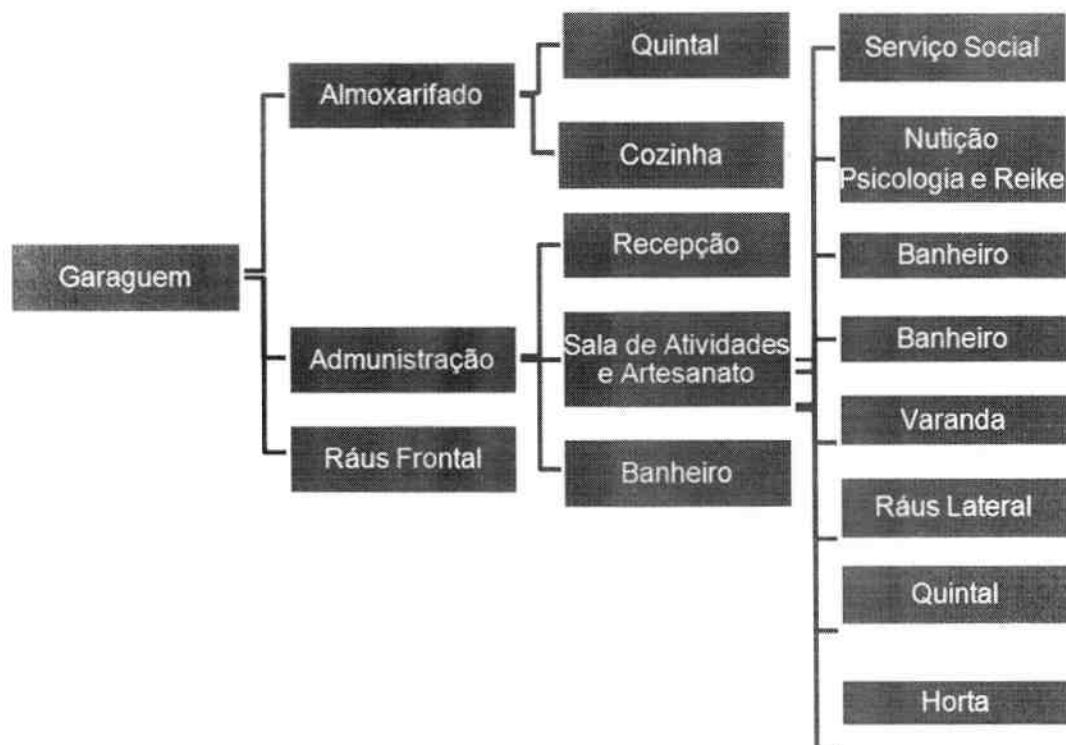 Garaguem
Almoxarifado
Admunistração
Ráus Frontal
Quintal
Cozinha
Recepção
Sala de Atividades
e Artesanato
Banheiro
Serviço Social
Nutição
Psicologia e Reike
Banheiro
Banheiro
Varanda
Ráus Lateral
Quintal
Horta